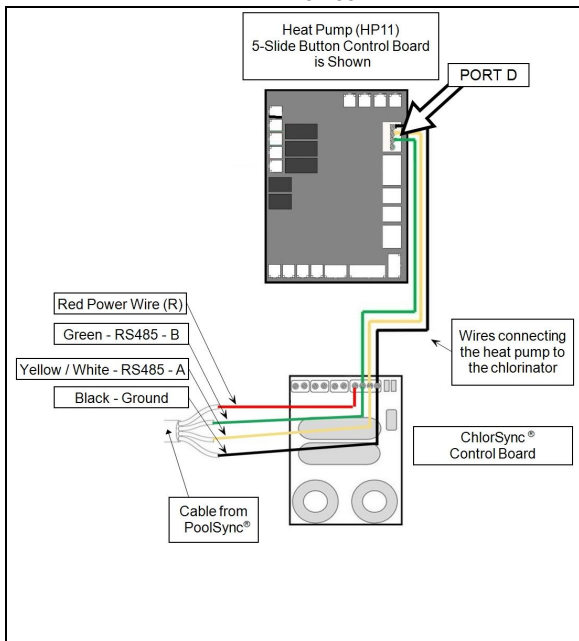 Heat Pump (HP11)
5-Slide Button Control Board
is Shown
PORT D
Red Power Wire (R)
Green - RS485 - B
Yellow / White - RS485 - A
Black - Ground
Wires connecting
the heat pump to
the chlorinator
ChlorSync®
Control Board
Cable from
PoolSync®